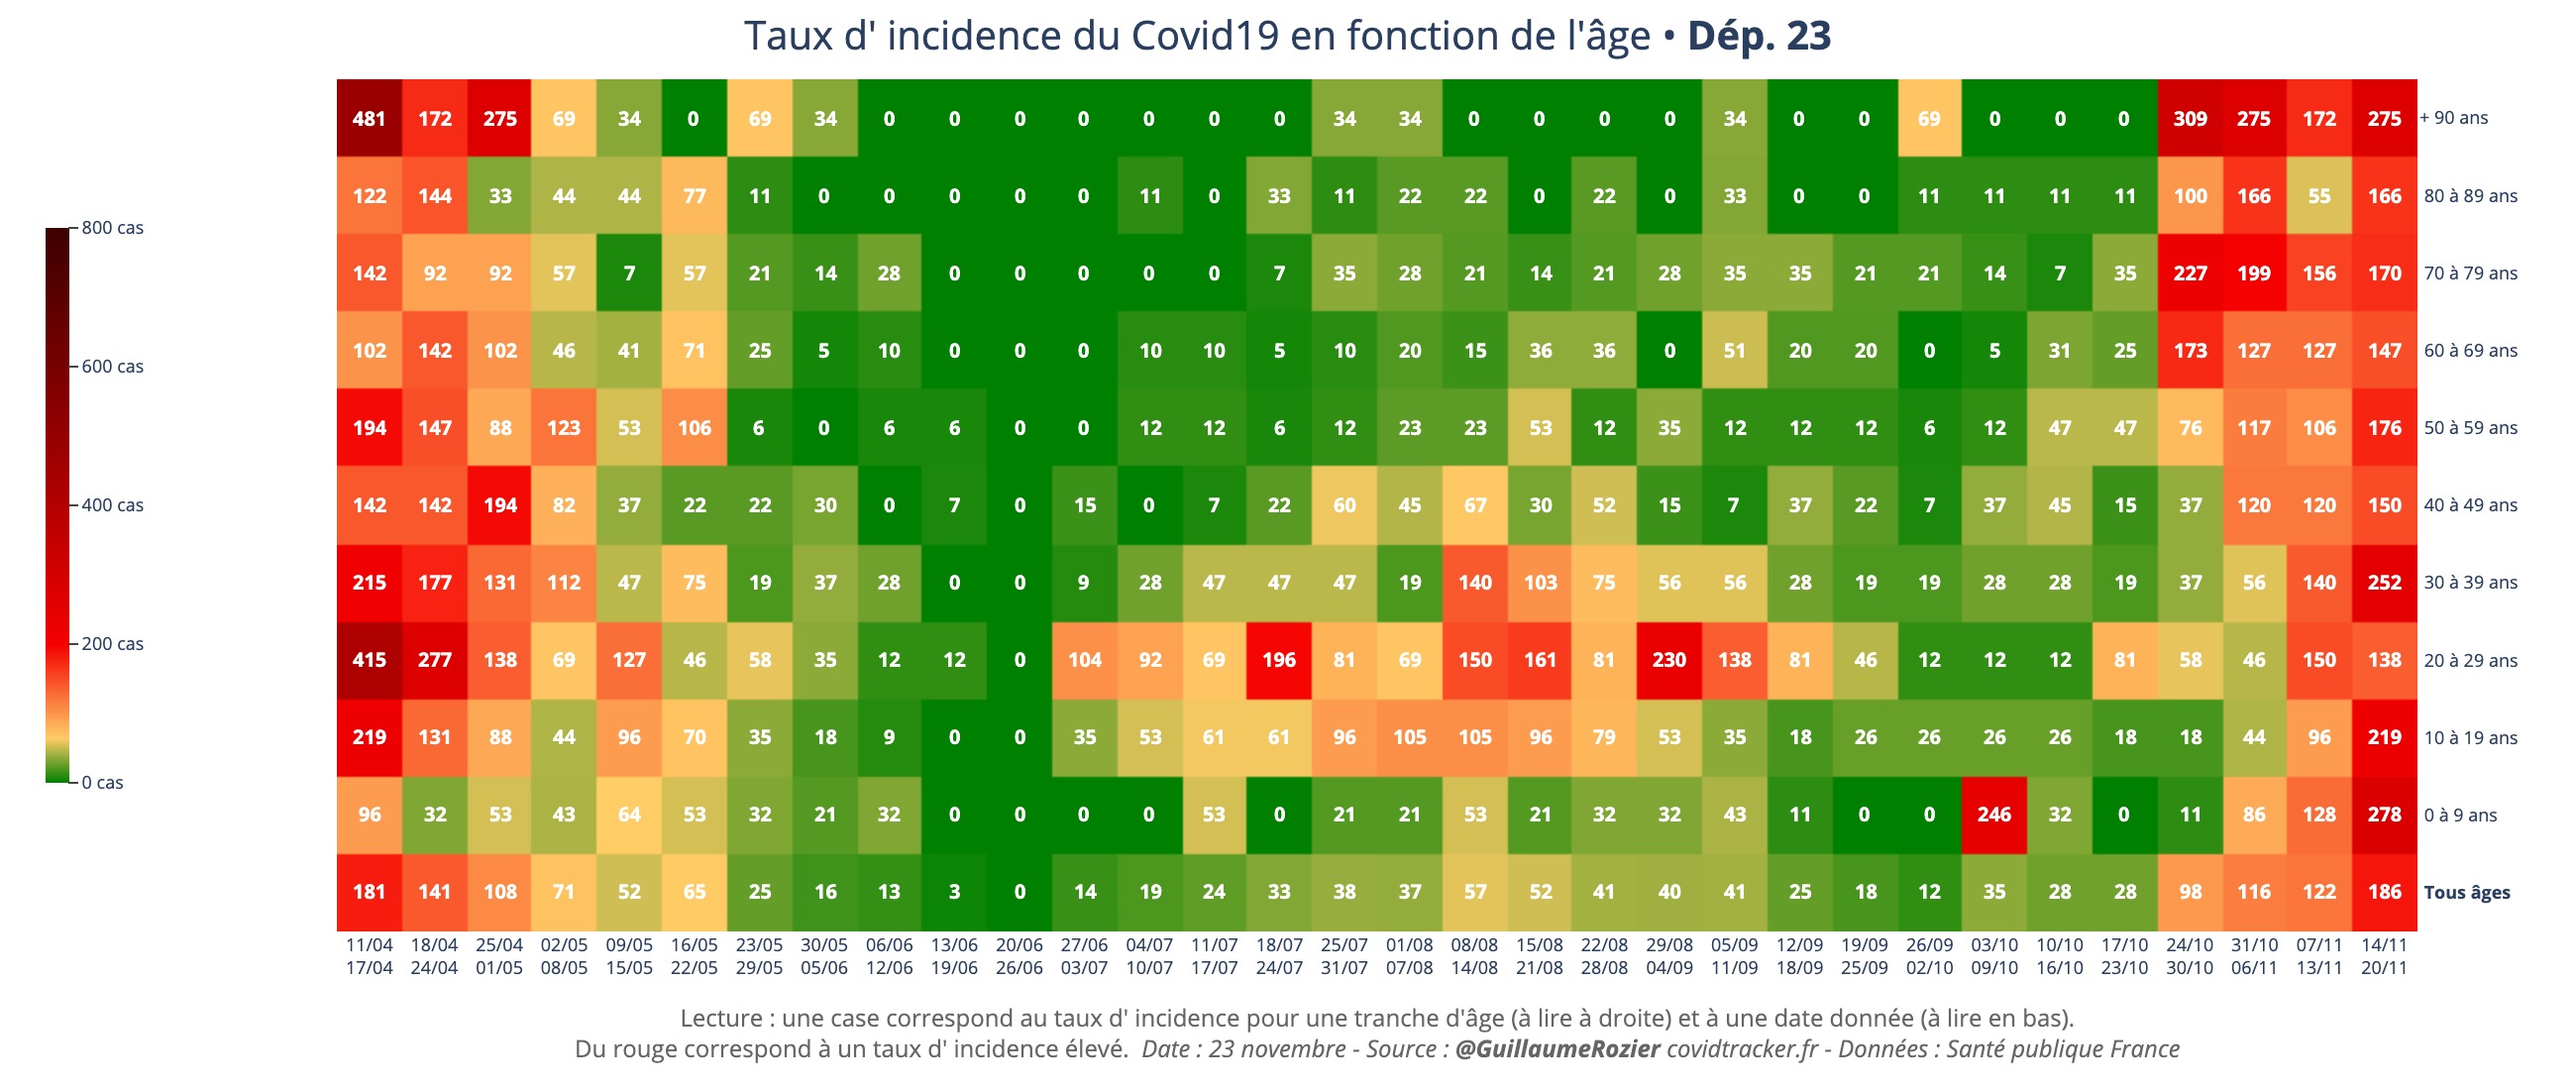 Taux d' incidence du Covid19 en fonction de l'âge • Dép. 23
481 172 275 69 34 0 69 34 0 0 0 0 0 0 0 34 34 0 0 0 0 34 0 0 69 0 0 0 309 275 172 275 + 90 ans
122 144 33 44 44 77 11 0 0 0 0 0 11 0 33 11 22 22 0 22 0 33 0 0 11 11 11 11 100 166 55 166 80 à 89 ans
800 cas
142 92 92 57 7 57 21 14 28 0 0 0 0 0 7 35 28 21 14 21 28 35 35 21 21 14 7 35 227 199 156 170 70 à 79 ans
102 142 102 46 41 71 25 5 10 0 0 0 10 10 5 10 20 15 36 36 0 51 20 20 0 5 31 25 173 127 127 147 60 à 69 ans
600 cas
194 147 88 123 53 106 6 0 6 6 0 0 12 12 6 12 23 23 53 12 35 12 12 12 6 12 47 47 76 117 106 176 50 à 59 ans
400 cas
142 142 194 82 37 22 22 30 0 7 0 15 0 7 22 60 45 67 30 52 15 7 37 22 7 37 45 15 37 120 120 150 40 à 49 ans
215 177 131 112 47 75 19 37 28 0 0 9 28 47 47 47 19 140 103 75 56 56 28 19 19 28 28 19 37 56 140 252 30 à 39 ans
200 cas
415 277 138 69 127 46 58 35 12 12 0 104 92 69 196 81 69 150 161 81 230 138 81 46 12 12 12 81 58 46 150 138 20 à 29 ans
219 131 88 44 96 70 35 18 9 0 0 35 53 61 61 96 105 105 96 79 53 35 18 26 26 26 26 18 18 44 96 219 10 à 19 ans
0 cas
96 32 53 43 64 53 32 21 32 0 0 0 0 53 0 21 21 53 21 32 32 43 11 0 0 246 32 0 11 86 128 278 0 à 9 ans
181 141 108 71 52 65 25 16 13 3 0 14 19 24 33 38 37 57 52 41 40 41 25 18 12 35 28 28 98 116 122 186 Tous âges
11/04 18/04 25/04 02/05 09/05 16/05 23/05 30/05 06/06 13/06 20/06 27/06 04/07 11/07 18/07 25/07 01/08 08/08 15/08 22/08 29/08 05/09 12/09 19/09 26/09 03/10 10/10 17/10 24/10 31/10 07/11 14/11
17/04 24/04 01/05 08/05 15/05 22/05 29/05 05/06 12/06 19/06 26/06 03/07 10/07 17/07 24/07 31/07 07/08 14/08 21/08 28/08 04/09 11/09 18/09 25/09 02/10 09/10 16/10 23/10 30/10 06/11 13/11 20/11
Lecture : une case correspond au taux d' incidence pour une tranche d'âge (à lire à droite) et à une date donnée (à lire en bas).
Du rouge correspond à un taux d' incidence élevé. Date : 23 novembre - Source : @GuillaumeRozier covidtracker.fr - Données : Santé publique France